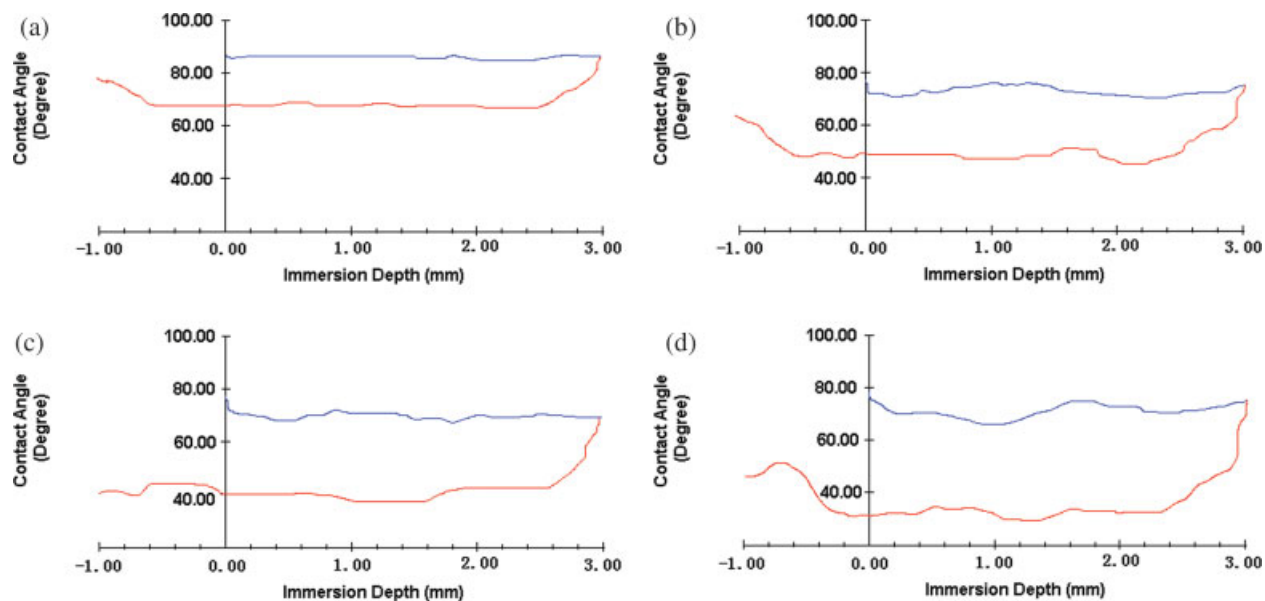 (a)
Contact Angle
(Degree)
100.00
80.00
60.00
40.00
-1.00 0.00 1.00 2.00 3.00
Immersion Depth (mm)
(b)
Contact Angle
(Degree)
100.00
80.00
60.00
40.00
-1.00 0.00 1.00 2.00 3.00
Immersion Depth (mm)
(c)
Contact Angle
(Degree)
100.00
80.00
60.00
40.00
-1.00 0.00 1.00 2.00 3.00
Immersion Depth (mm)
(d)
Contact Angle
(Degree)
100.00
80.00
60.00
40.00
-1.00 0.00 1.00 2.00 3.00
Immersion Depth (mm)